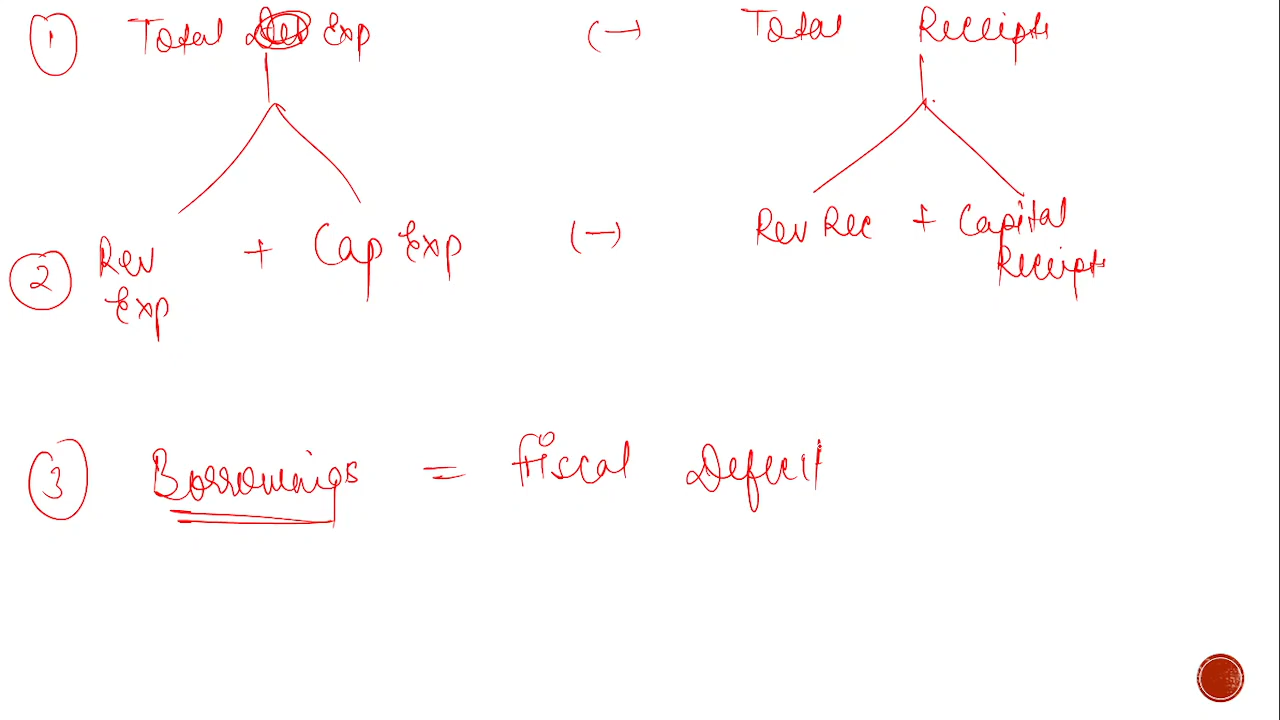 1 Total Exp (-) Total Receipts
2 Rev Exp + Cap Exp (-) Rev Rec + Capital Receipts
3 Borrowings = fiscal Deficit